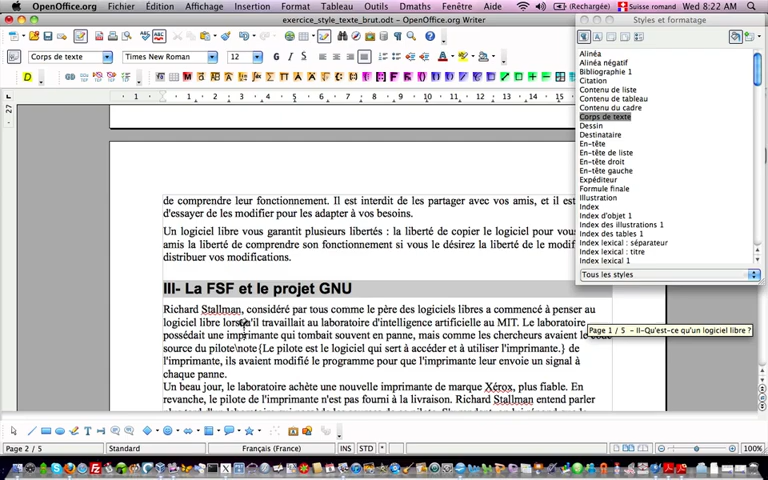 OpenOffice.org Fichier Édition Affichage Insertion Format Tableau Outils Dmaths Fenêtre Aide (Rechargée) Suisse romand Wed 8:22 AM
exercice_style_texte_brut.odt - OpenOffice.org Writer
Styles et formatage
Corps de texte Times New Roman 12 G I S
Alinéa
Alinéa négatif
Bibliographie 1
Citation
Contenu de liste
Contenu de tableau
Contenu du cadre
Corps de texte
Dessin
Destinataire
En-tête
En-tête de liste
En-tête droit
En-tête gauche
Expéditeur
Formule finale
Illustration
Index
Index d'objet 1
Index des illustrations 1
Index des tables 1
Index lexical : séparateur
Index lexical : titre
Index lexical 1
Tous les styles
de comprendre leur fonctionnement. Il est interdit de les partager avec vos amis, et il est
d'essayer de les modifier pour les adapter à vos besoins.
Un logiciel libre vous garantit plusieurs libertés : la liberté de copier le logiciel pour vous
amis la liberté de comprendre son fonctionnement si vous le désirez la liberté de le modif
distribuer vos modifications.
III- La FSF et le projet GNU
Richard Stallman, considéré par tous comme le père des logiciels libres a commencé à penser au
logiciel libre lorsqu'il travaillait au laboratoire d'intelligence artificielle au MIT. Le laboratoire
possédait une imprimante qui tombait souvent en panne, mais comme les chercheurs avaient le code
source du pilote\note{Le pilote est le logiciel qui sert à accéder et à utiliser l'imprimante.} de
l'imprimante, ils avaient modifié le programme pour que l'imprimante leur envoie un signal à
chaque panne.
Un beau jour, le laboratoire achète une nouvelle imprimante de marque Xérox, plus fiable. En
revanche, le pilote de l'imprimante n'est pas fourni à la livraison. Richard Stallman entend parler
Page 1 / 5 - II-Qu'est-ce qu'un logiciel libre ?
Page 2 / 5 Standard Français (France) INS STD * 100%